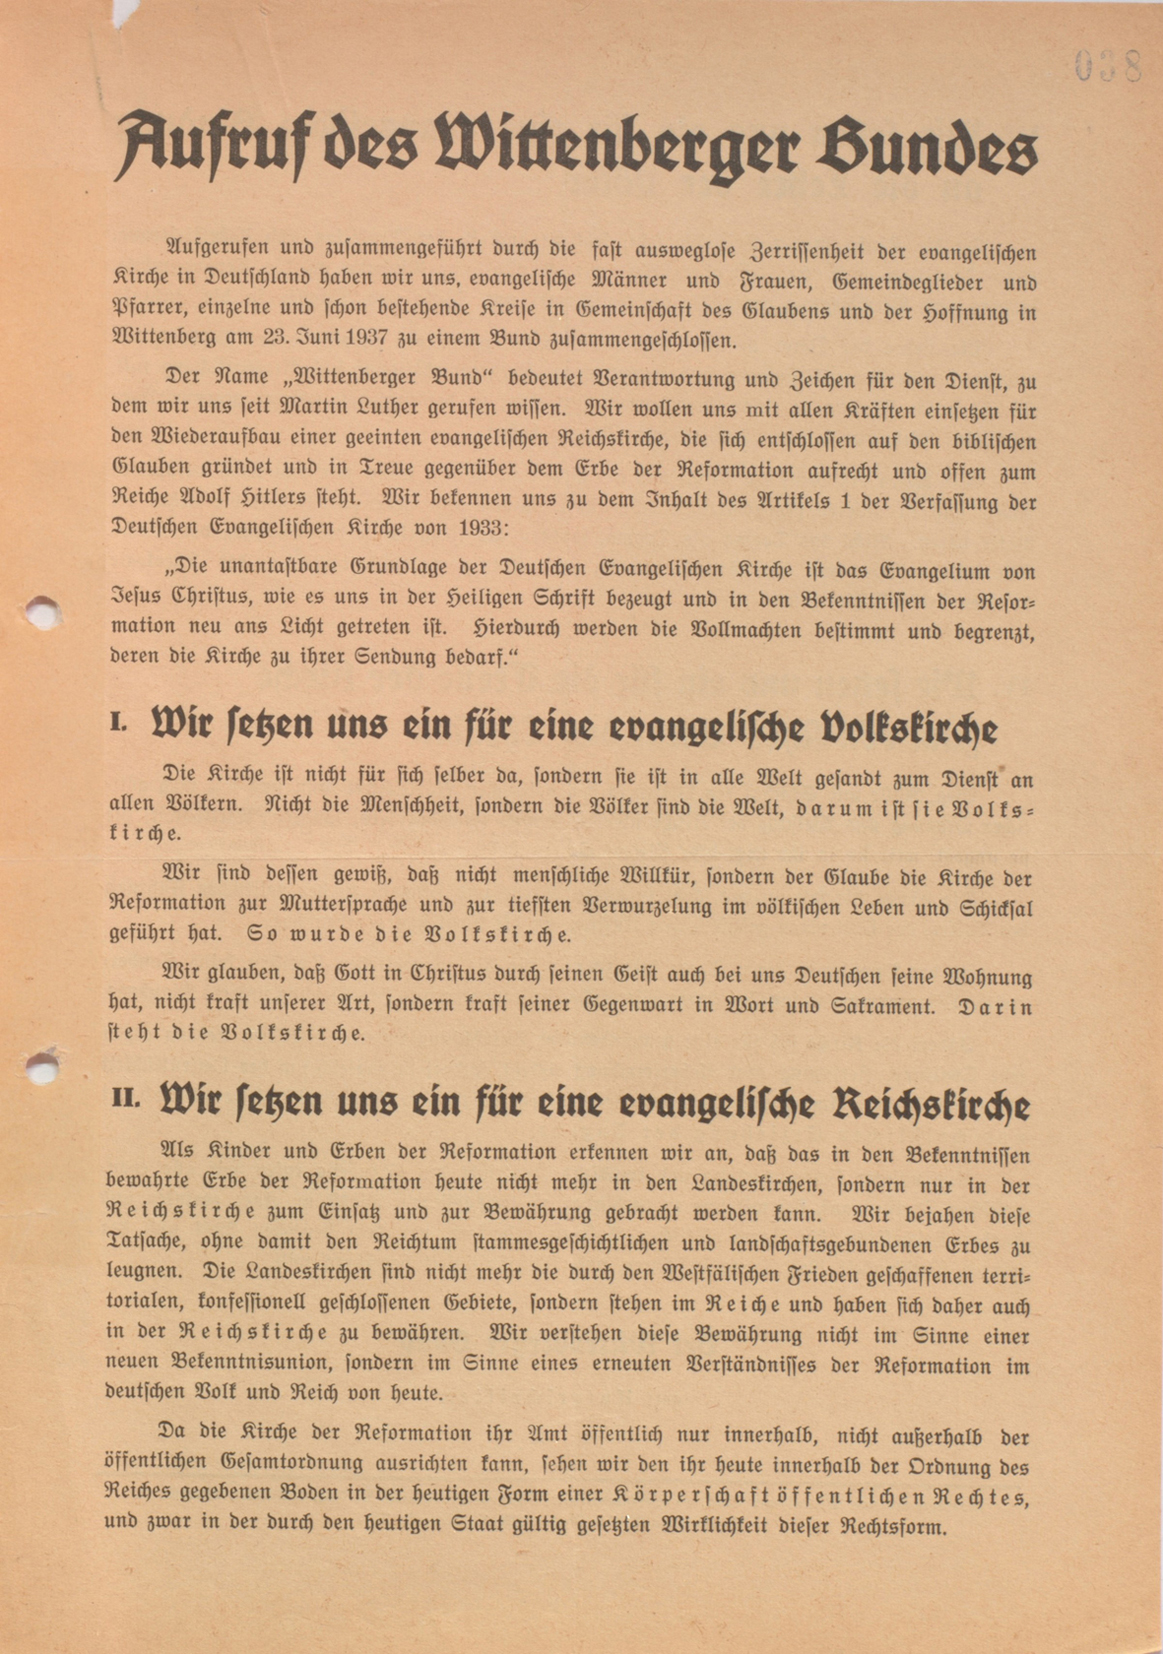 038
Aufruf des Wittenberger Bundes
Aufgerufen und zusammengeführt durch die fast ausweglose Zerrissenheit der evangelischen
Kirche in Deutschland haben wir uns, evangelische Männer und Frauen, Gemeindeglieder und
Pfarrer, einzelne und schon bestehende Kreise in Gemeinschaft des Glaubens und der Hoffnung in
Wittenberg am 23. Juni 1937 zu einem Bund zusammengeschlossen.
Der Name „Wittenberger Bund“ bedeutet Verantwortung und Zeichen für den Dienst, zu
dem wir uns seit Martin Luther gerufen wissen. Wir wollen uns mit allen Kräften einsetzen für
den Wiederaufbau einer geeinten evangelischen Reichskirche, die sich entschlossen auf den biblischen
Glauben gründet und in Treue gegenüber dem Erbe der Reformation aufrecht und offen zum
Reiche Adolf Hitlers steht. Wir bekennen uns zu dem Inhalt des Artikels 1 der Verfassung der
Deutschen Evangelischen Kirche von 1933:
„Die unantastbare Grundlage der Deutschen Evangelischen Kirche ist das Evangelium von
Jesus Christus, wie es uns in der Heiligen Schrift bezeugt und in den Bekenntnissen der Refor-
mation neu ans Licht getreten ist. Hierdurch werden die Vollmachten bestimmt und begrenzt,
deren die Kirche zu ihrer Sendung bedarf.“
I. Wir setzen uns ein für eine evangelische Volkskirche
Die Kirche ist nicht für sich selber da, sondern sie ist in alle Welt gesandt zum Dienst an
allen Völkern. Nicht die Menschheit, sondern die Völker sind die Welt, darum ist sie Volks-
kirche.
Wir sind dessen gewiß, daß nicht menschliche Willkür, sondern der Glaube die Kirche der
Reformation zur Muttersprache und zur tiefsten Verwurzelung im völkischen Leben und Schicksal
geführt hat. So wurde die Volkskirche.
Wir glauben, daß Gott in Christus durch seinen Geist auch bei uns Deutschen seine Wohnung
hat, nicht kraft unserer Art, sondern kraft seiner Gegenwart in Wort und Sakrament. Darin
steht die Volkskirche.
II. Wir setzen uns ein für eine evangelische Reichskirche
Als Kinder und Erben der Reformation erkennen wir an, daß das in den Bekenntnissen
bewahrte Erbe der Reformation heute nicht mehr in den Landeskirchen, sondern nur in der
Reichskirche zum Einsatz und zur Bewährung gebracht werden kann. Wir bejahen diese
Tatsache, ohne damit den Reichtum stammesgeschichtlichen und landschaftsgebundenen Erbes zu
leugnen. Die Landeskirchen sind nicht mehr die durch den Westfälischen Frieden geschaffenen terri-
torialen, konfessionell geschlossenen Gebiete, sondern stehen im Reiche und haben sich daher auch
in der Reichskirche zu bewähren. Wir verstehen diese Bewährung nicht im Sinne einer
neuen Bekenntnisunion, sondern im Sinne eines erneuten Verständnisses der Reformation im
deutschen Volk und Reich von heute.
Da die Kirche der Reformation ihr Amt öffentlich nur innerhalb, nicht außerhalb der
öffentlichen Gesamtordnung ausrichten kann, sehen wir den ihr heute innerhalb der Ordnung des
Reiches gegebenen Boden in der heutigen Form einer Körperschaft öffentlichen Rechtes,
und zwar in der durch den heutigen Staat gültig gesetzten Wirklichkeit dieser Rechtsform.